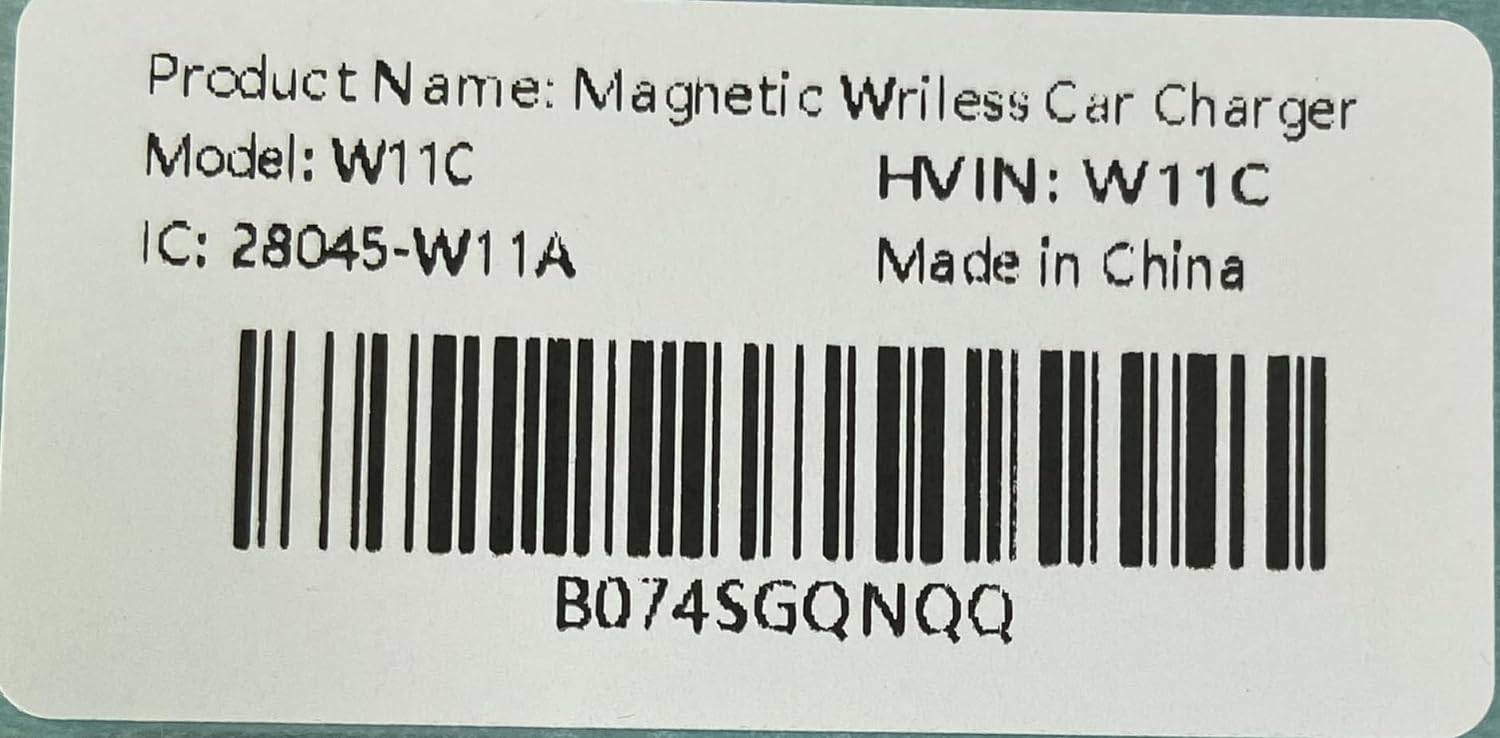 Product Name: Magnetic Wriless Car Charger
Model: W11C
HVIN: W11C
IC: 28045-W11A
Made in China
B074SGQNQQ